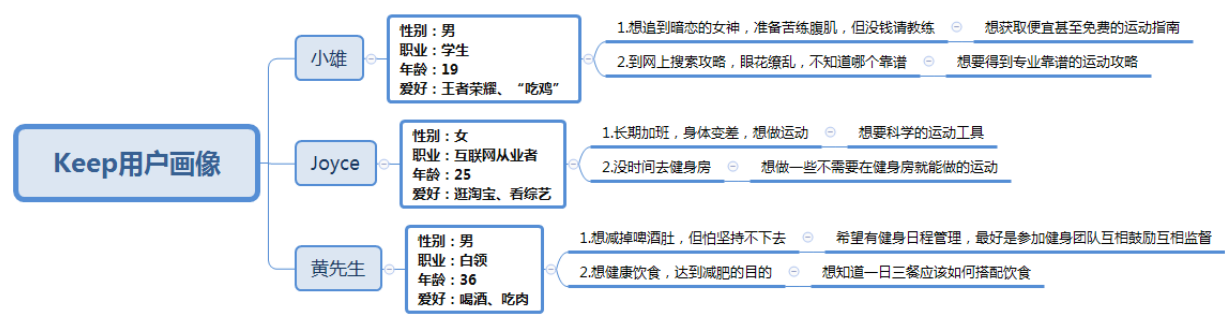 Keep用户画像
小雄
性别：男
职业：学生
年龄：19
爱好：王者荣耀、“吃鸡”
1.想追到暗恋的女神，准备苦练腹肌，但没钱请教练
想获取便宜甚至免费的运动指南
2.到网上搜索攻略，眼花缭乱，不知道哪个靠谱
想要得到专业靠谱的运动攻略
Joyce
性别：女
职业：互联网从业者
年龄：25
爱好：逛淘宝、看综艺
1.长期加班，身体变差，想做运动
想要科学的运动工具
2.没时间去健身房
想做一些不需要在健身房就能做的运动
黄先生
性别：男
职业：白领
年龄：36
爱好：喝酒、吃肉
1.想减掉啤酒肚，但怕坚持不下去
希望有健身日程管理，最好是参加健身团队互相鼓励互相监督
2.想健康饮食，达到减肥的目的
想知道一日三餐应该如何搭配饮食